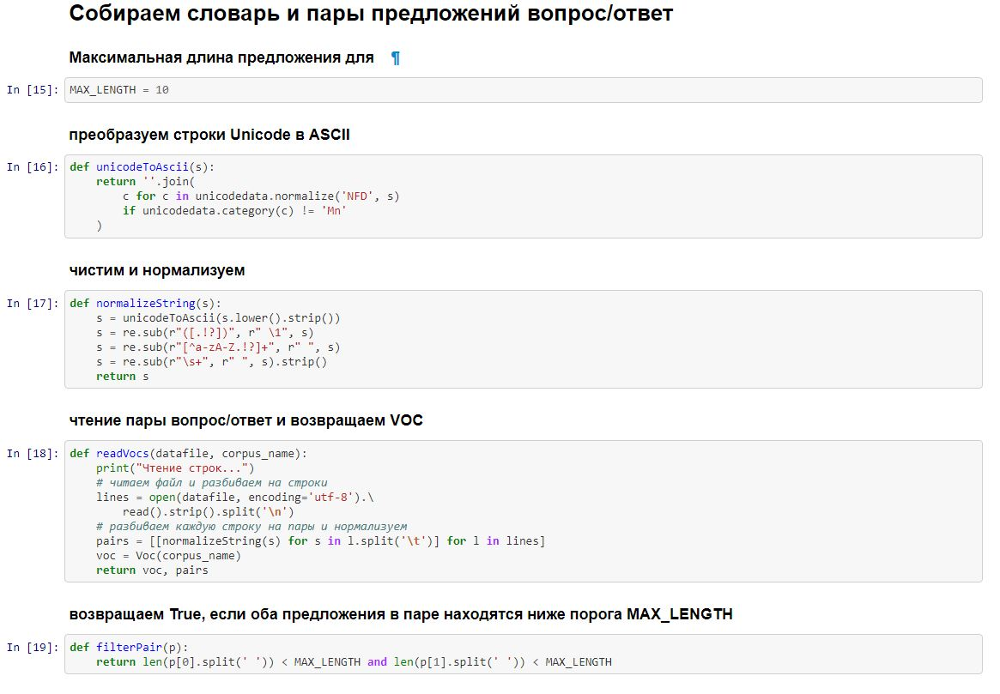 Собираем словарь и пары предложений вопрос/ответ
Максимальная длина предложения для ¶
In [15]: MAX_LENGTH = 10
преобразуем строки Unicode в ASCII
In [16]: def unicodeToAscii(s):
    return ''.join(
        c for c in unicodedata.normalize('NFD', s)
        if unicodedata.category(c) != 'Mn'
    )
чистим и нормализуем
In [17]: def normalizeString(s):
    s = unicodeToAscii(s.lower().strip())
    s = re.sub(r"([.!?])", r" \1", s)
    s = re.sub(r"[^a-zA-Z.!?]+", r" ", s)
    s = re.sub(r"\s+", r" ", s).strip()
    return s
чтение пары вопрос/ответ и возвращаем VOC
In [18]: def readVocs(datafile, corpus_name):
    print("Чтение строк...")
    # читаем файл и разбиваем на строки
    lines = open(datafile, encoding='utf-8').\
        read().strip().split('\n')
    # разбиваем каждую строку на пары и нормализуем
    pairs = [[normalizeString(s) for s in l.split('\t')] for l in lines]
    voc = Voc(corpus_name)
    return voc, pairs
возвращаем True, если оба предложения в паре находятся ниже порога MAX_LENGTH
In [19]: def filterPair(p):
    return len(p[0].split(' ')) < MAX_LENGTH and len(p[1].split(' ')) < MAX_LENGTH